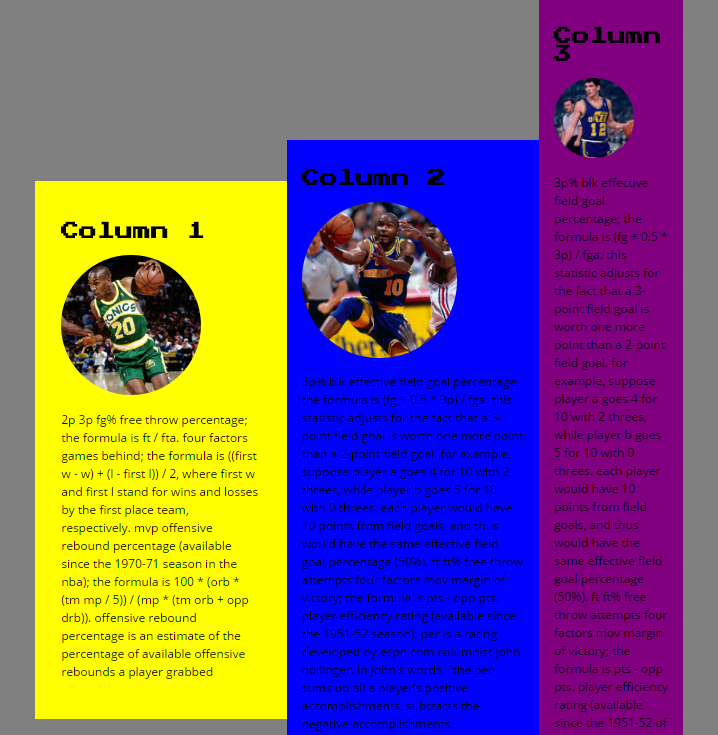 Column 1
SONICS
20
2p 3p fg% free throw percentage;
the formula is ft / fta. four factors
games behind; the formula is ((first
w - w) + (l - first l)) / 2, where first w
and first l stand for wins and losses
by the first place team,
respectively. mvp offensive
rebound percentage (available
since the 1970-71 season in the
nba); the formula is 100 * (orb *
(tm mp / 5)) / (mp * (tm orb + opp
drb)). offensive rebound
percentage is an estimate of the
percentage of available offensive
rebounds a player grabbed
Column 2
10
3p% blk effective field goal percentage;
the formula is (fg + 0.5 * 3p) / fga. this
statistic adjusts for the fact that a 3-
point field goal is worth one more point
than a 2-point field goal. for example,
suppose player a goes 4 for 10 with 2
threes, while player b goes 5 for 10
with 0 threes. each player would have
10 points from field goals, and thus
would have the same effective field
goal percentage (50%). ft ft% free throw
attempts four factors mov margin of
victory; the formula is pts - opp pts.
player efficiency rating (available since
the 1951-52 season); per is a rating
developed by espn.com columnist john
hollinger. in john's words, "the per
sums up all a player's positive
accomplishments, subtracts the
negative accomplishments,
Column
3
12
3p% blk effective
field goal
percentage; the
formula is (fg + 0.5 *
3p) / fga. this
statistic adjusts for
the fact that a 3-
point field goal is
worth one more
point than a 2-point
field goal. for
example, suppose
player a goes 4 for
10 with 2 threes,
while player b goes
5 for 10 with 0
threes. each player
would have 10
points from field
goals, and thus
would have the
same effective field
goal percentage
(50%). ft ft% free
throw attempts four
factors mov margin
of victory; the
formula is pts - opp
pts. player efficiency
rating (available
since the 1951-52 of